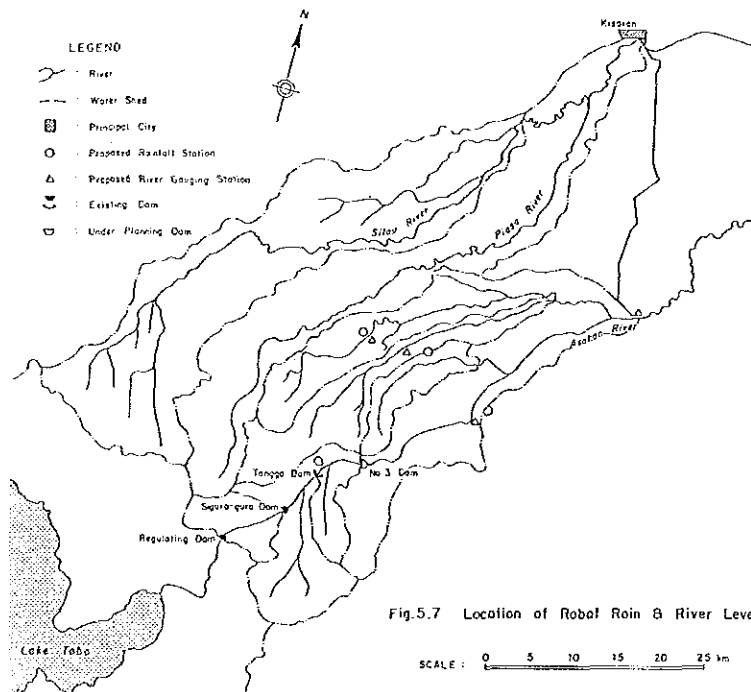 N
Kisaran
LEGEND
: River
: Water Shed
: Principal City
: Proposed Rainfall Station
: Proposed River Gauging Station
: Existing Dam
: Under Planning Dam
Silau River
Piasa River
Asahan River
Tangga Dam
No 3 Dam
Sigura-gura Dam
Regulating Dam
Lake Toba
Fig.5.7 Location of Robot Rain & River Leve
SCALE : 0 5 10 15 20 25 km